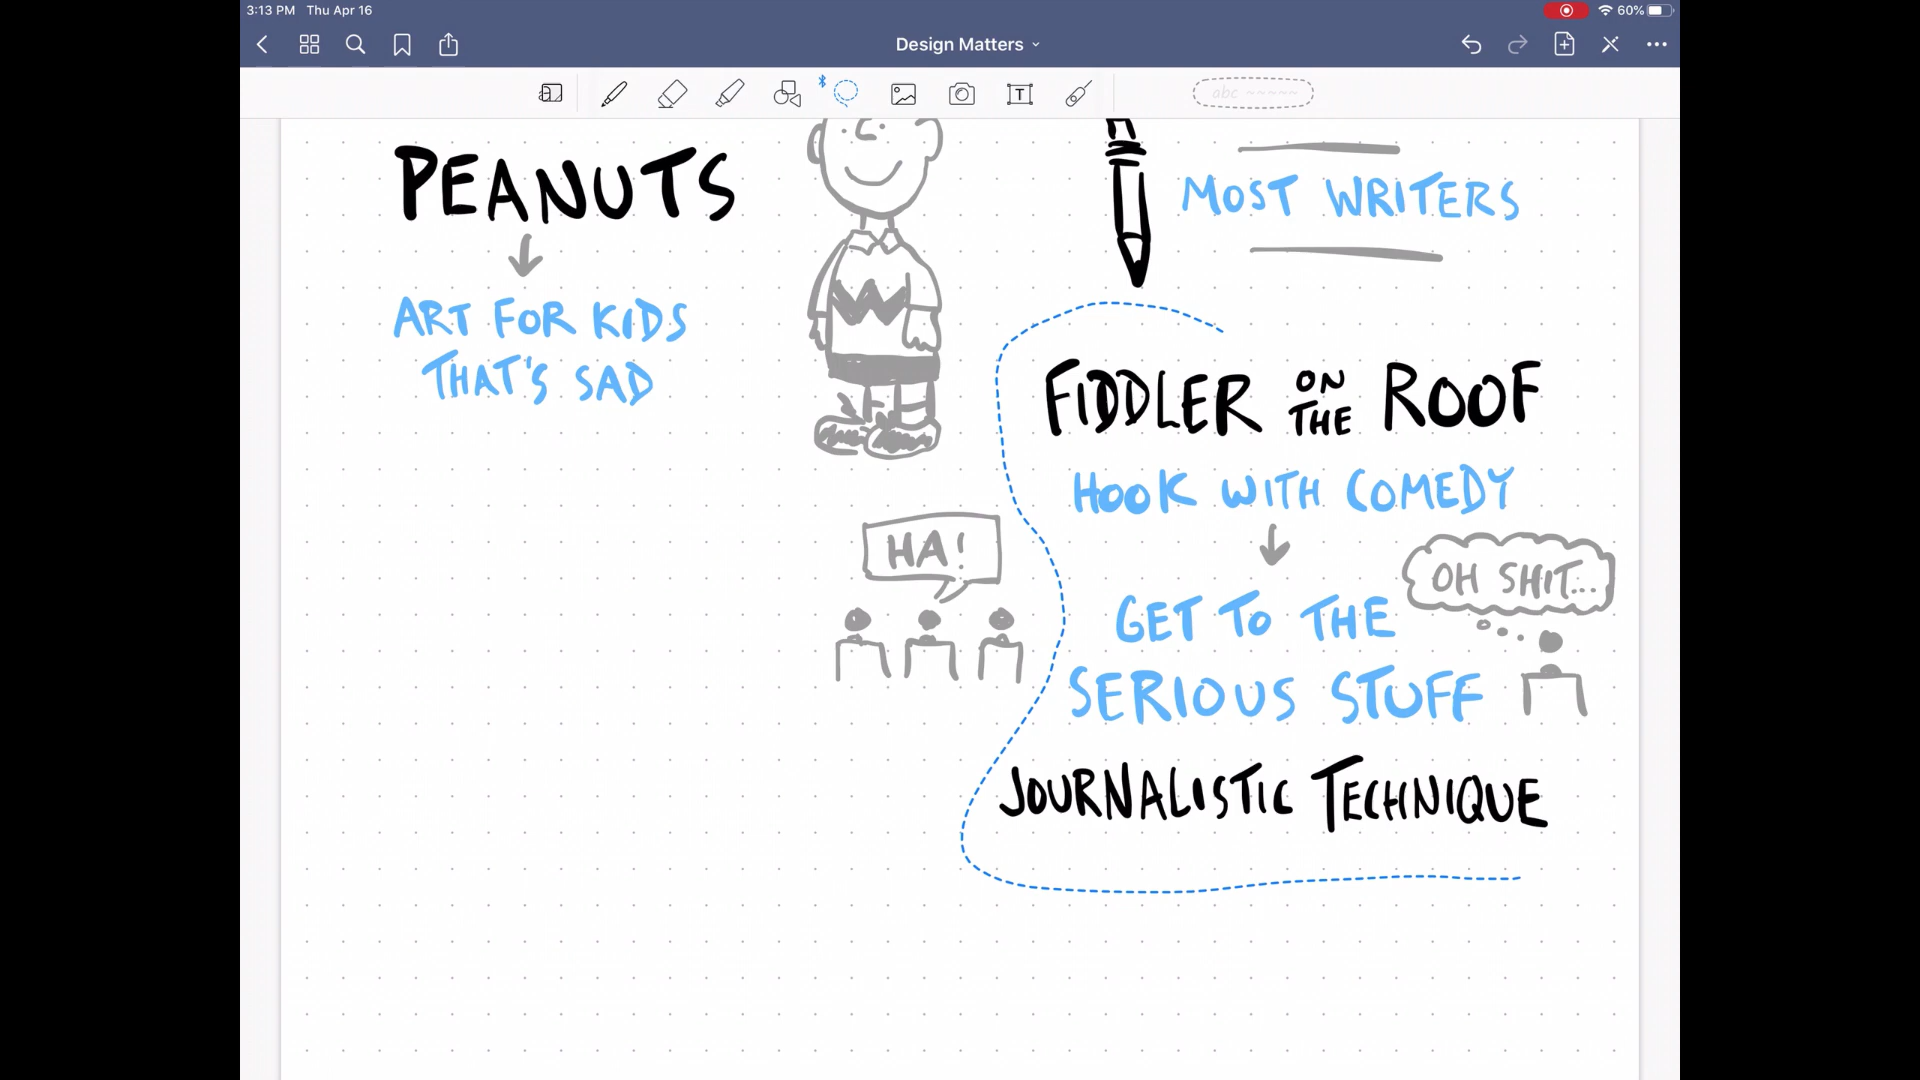 3:13 PM Thu Apr 16
60%
Design Matters
T
abc
PEANUTS
ART FOR KIDS
THAT'S SAD
MOST WRITERS
FIDDLER ON THE ROOF
HOOK WITH COMEDY
HA!
GET TO THE
SERIOUS STUFF
OH SHIT...
JOURNALISTIC TECHNIQUE